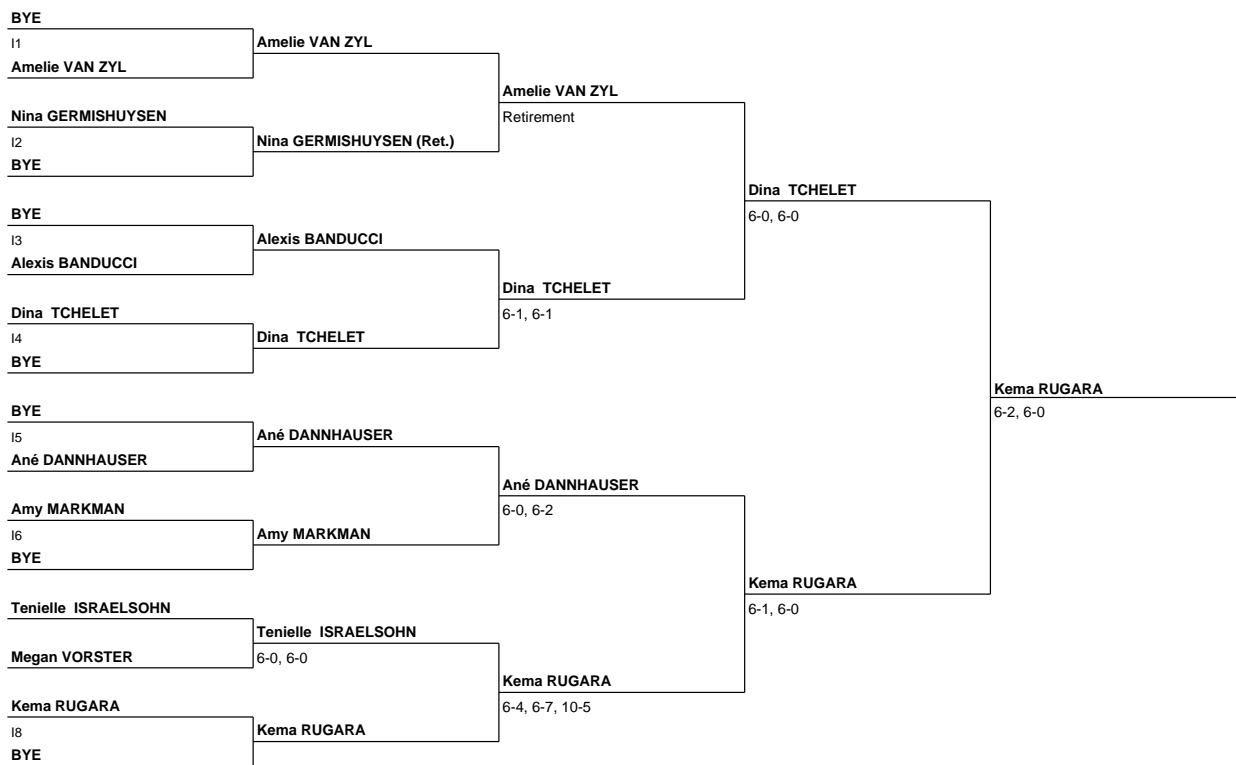 BYE
I1
Amelie VAN ZYL
Amelie VAN ZYL
Nina GERMISHUYSEN
I2
BYE
Nina GERMISHUYSEN (Ret.)
Amelie VAN ZYL
Retirement
BYE
I3
Alexis BANDUCCI
Alexis BANDUCCI
Dina TCHELET
I4
BYE
Dina TCHELET
Dina TCHELET
6-1, 6-1
Dina TCHELET
6-0, 6-0
BYE
I5
Ané DANNHAUSER
Ané DANNHAUSER
Amy MARKMAN
I6
BYE
Amy MARKMAN
Ané DANNHAUSER
6-0, 6-2
Tenielle ISRAELSOHN
Megan VORSTER
Tenielle ISRAELSOHN
6-0, 6-0
Kema RUGARA
I8
BYE
Kema RUGARA
Kema RUGARA
6-4, 6-7, 10-5
Kema RUGARA
6-1, 6-0
Kema RUGARA
6-2, 6-0